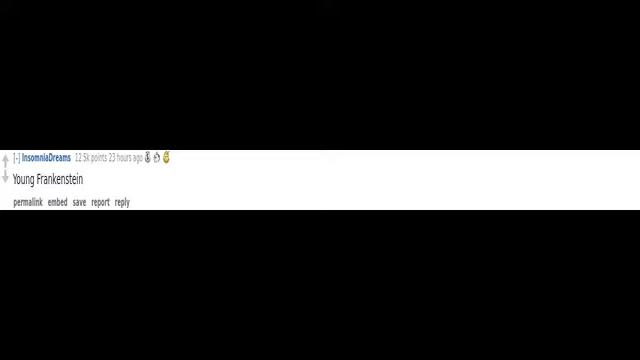 [-] InsomniaDreams 12.5k points 23 hours ago
Young Frankenstein
permalink embed save report reply